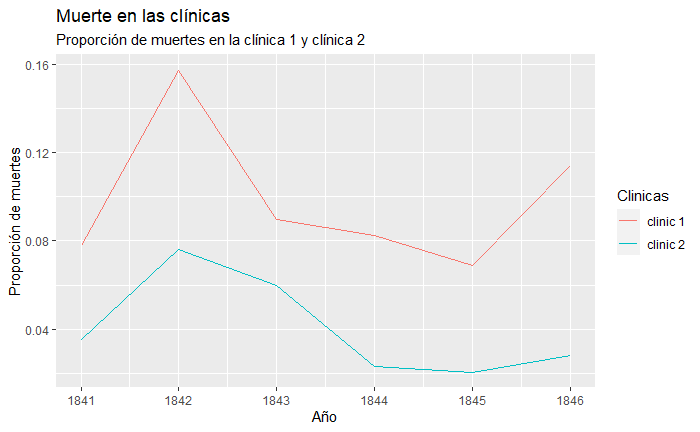 Muerte en las clínicas
Proporción de muertes en la clínica 1 y clínica 2
0.16
0.12
0.08
0.04
Proporción de muertes
1841 1842 1843 1844 1845 1846
Año
Clinicas
clinic 1
clinic 2